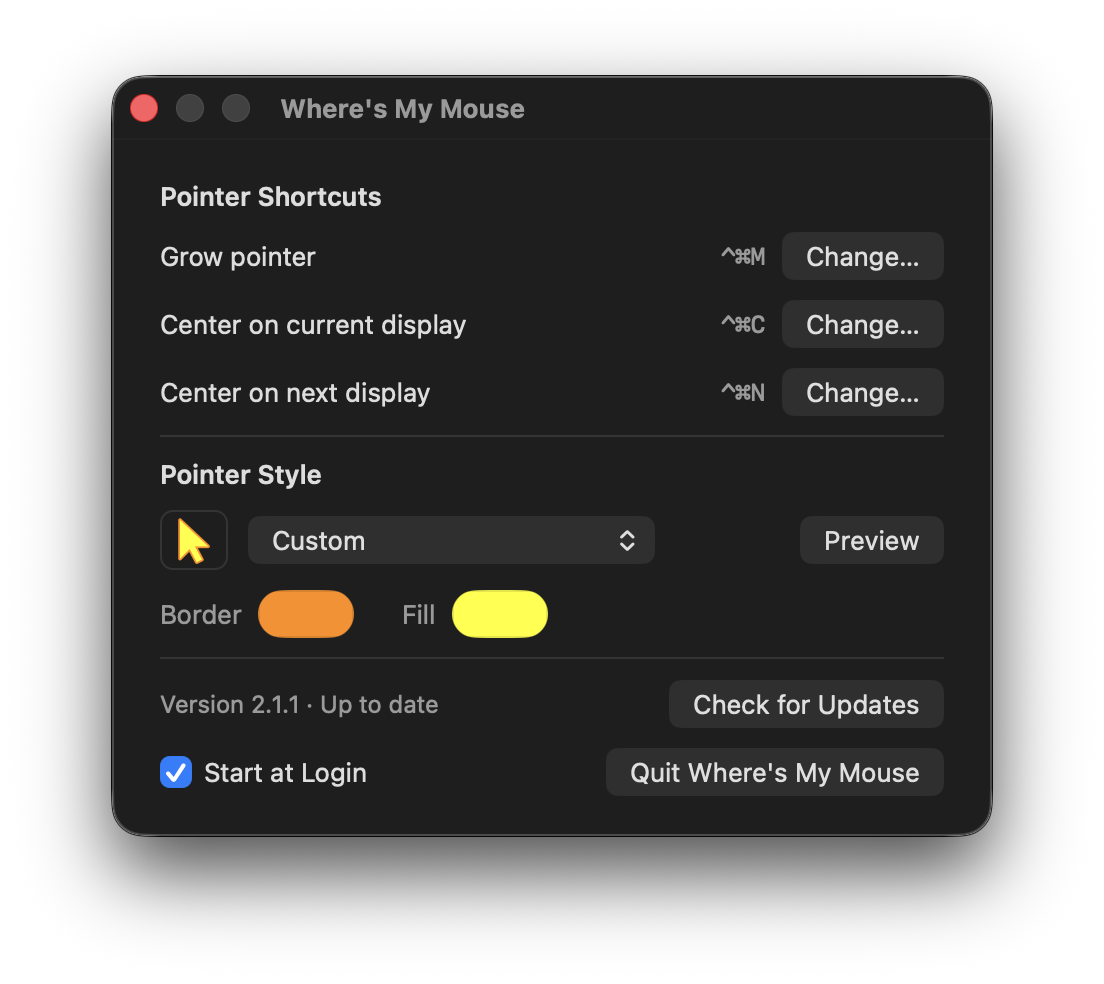 Where's My Mouse
Pointer Shortcuts
Grow pointer ^⌘M Change...
Center on current display ^⌘C Change...
Center on next display ^⌘N Change...
Pointer Style
Custom Preview
Border Fill
Version 2.1.1 · Up to date Check for Updates
Start at Login Quit Where's My Mouse